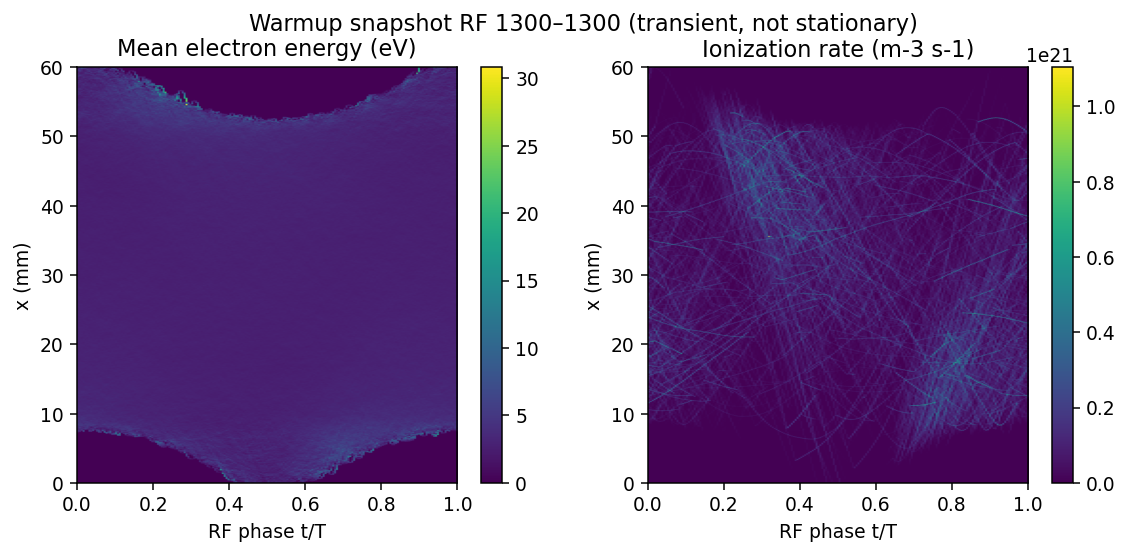 Warmup snapshot RF 1300–1300 (transient, not stationary)
Mean electron energy (eV)
60
50
40
30
20
10
0
x (mm)
0.0 0.2 0.4 0.6 0.8 1.0
RF phase t/T
30
25
20
15
10
5
0
Ionization rate (m-3 s-1)
1e21
60
50
40
30
20
10
0
x (mm)
0.0 0.2 0.4 0.6 0.8 1.0
RF phase t/T
1.0
0.8
0.6
0.4
0.2
0.0